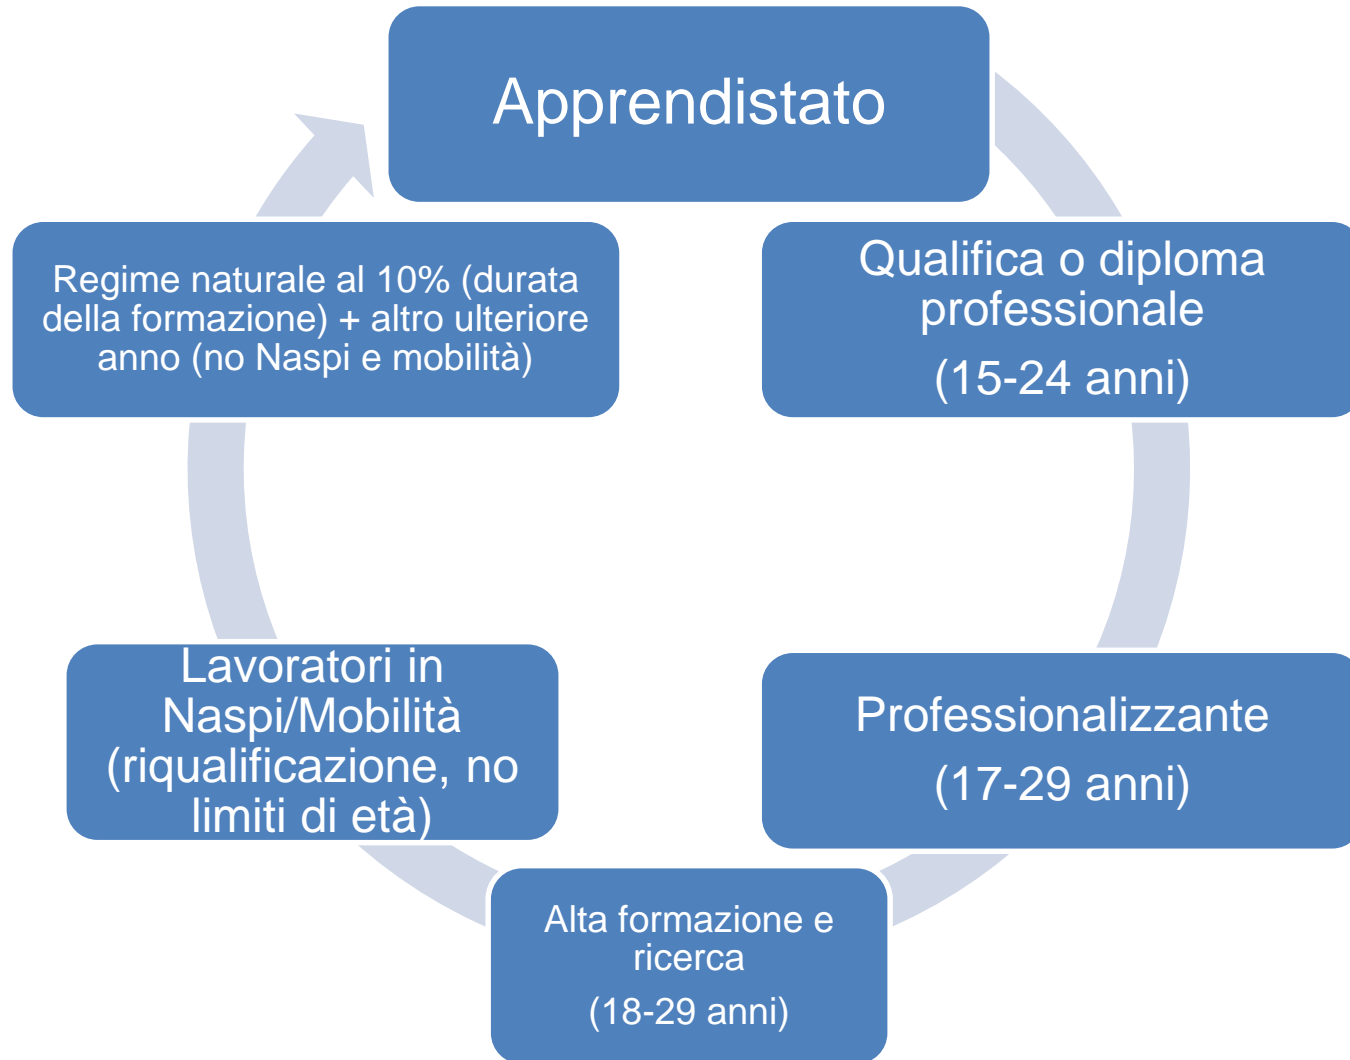 Apprendistato
Qualifica o diploma
professionale
(15-24 anni)
Professionalizzante
(17-29 anni)
Alta formazione e
ricerca
(18-29 anni)
Lavoratori in
Naspi/Mobilità
(riqualificazione, no
limiti di età)
Regime naturale al 10% (durata
della formazione) + altro ulteriore
anno (no Naspi e mobilità)